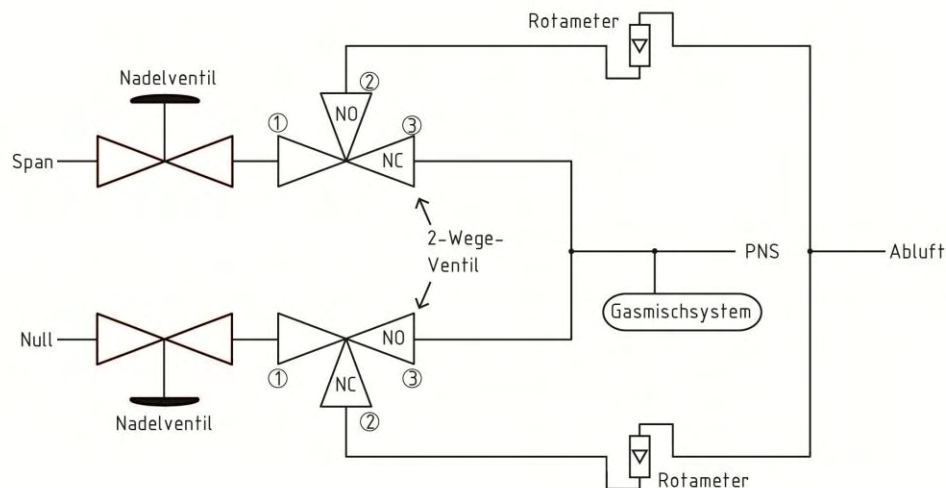 Rotameter
Nadelventil
②
NO
①
③
Span
NC
2-Wege-
Ventil
PNS
Abluft
Gasmischsystem
Null
NO
①
NC
③
Nadelventil
②
Rotameter